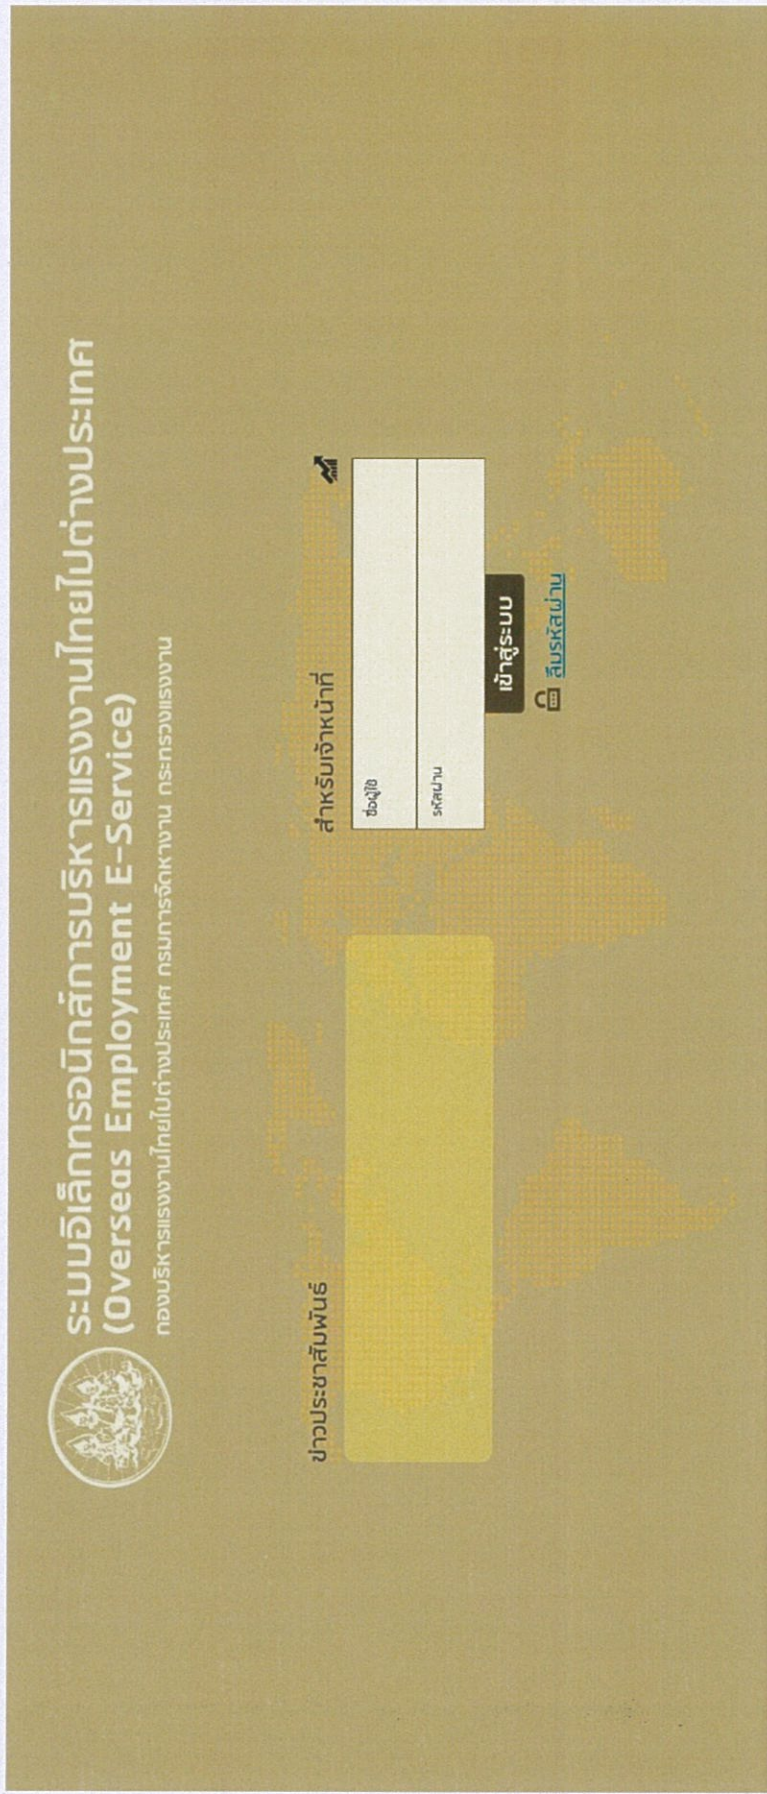 ระบบอิเล็กทรอนิกส์การบริหารแรงงานไทยไปต่างประเทศ
(Overseas Employment E-Service)
กองบริหารแรงงานไทยไปต่างประเทศ กรมการจัดหางาน กระทรวงแรงงาน
ข่าวประชาสัมพันธ์
สำหรับเจ้าหน้าที่
ชื่อผู้ใช้
รหัสผ่าน
เข้าสู่ระบบ
ลืมรหัสผ่าน